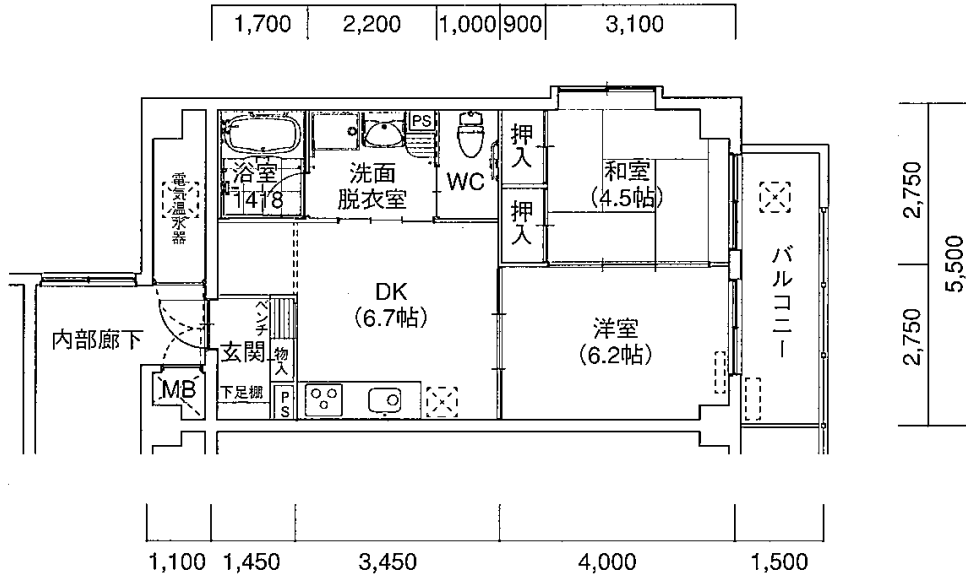 1,700
2,200
1,000
900
3,100
電気温水器
浴室
1418
洗面
脱衣室
PS
WC
押入
押入
和室
(4.5帖)
バルコニー
2,750
2,750
5,500
内部廊下
MB
玄関
ベンチ
物入
下足棚
PS
DK
(6.7帖)
洋室
(6.2帖)
1,100
1,450
3,450
4,000
1,500